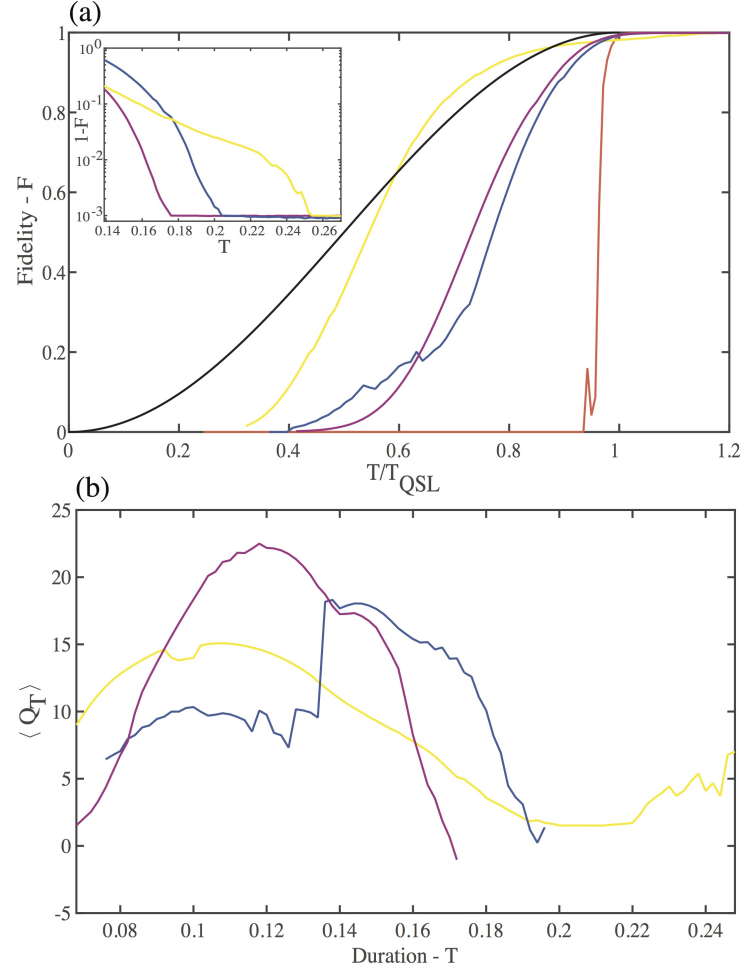 (a)
1
0.8
0.6
0.4
0.2
0
Fidelity - F
0 0.2 0.4 0.6 0.8 1 1.2
T/T_QSL
10^0
10^-1
10^-2
10^-3
1-F
0.14 0.16 0.18 0.2 0.22 0.24 0.26
T
(b)
25
20
15
10
5
0
-5
⟨ Q_T ⟩
0.08 0.1 0.12 0.14 0.16 0.18 0.2 0.22 0.24
Duration - T